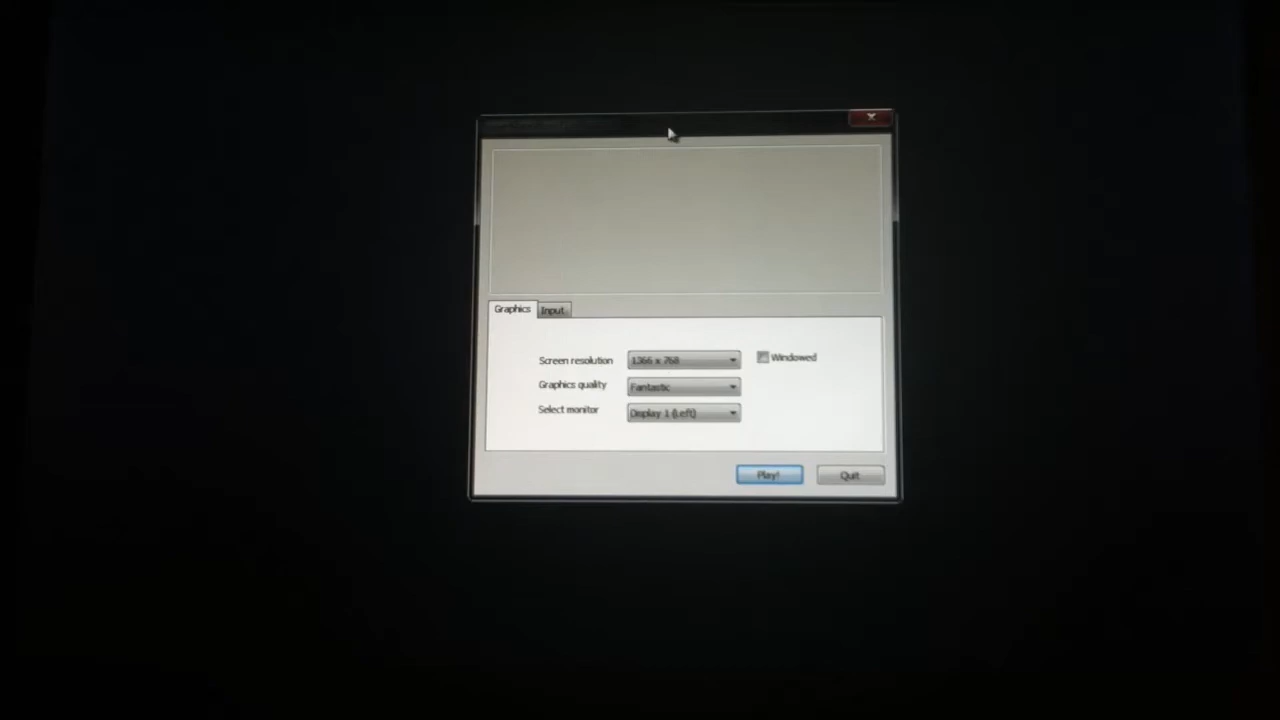 Graphics Input
Screen resolution 1366 x 768 Windowed
Graphics quality Fantastic
Select monitor Display 1 (Left)
Play! Quit